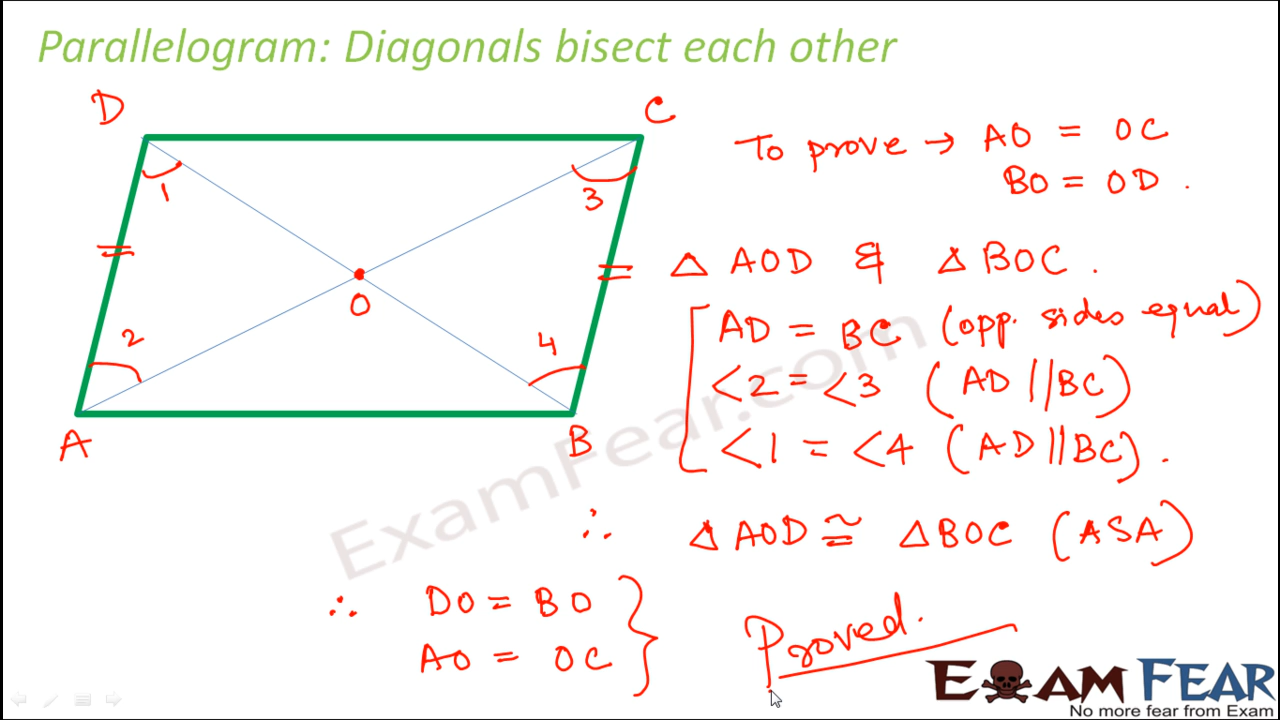 Parallelogram: Diagonals bisect each other
D
C
1
3
O
2
4
A
B
To prove → AO = OC
BO = OD .
△ AOD & △ BOC .
AD = BC (opp. sides equal)
<2 = <3 (AD || BC)
<1 = <4 (AD || BC) .
∴ △ AOD ≅ △ BOC (ASA)
∴ DO = BO
AO = OC
Proved.
ExamFear.com
EXAM FEAR
No more fear from Exam